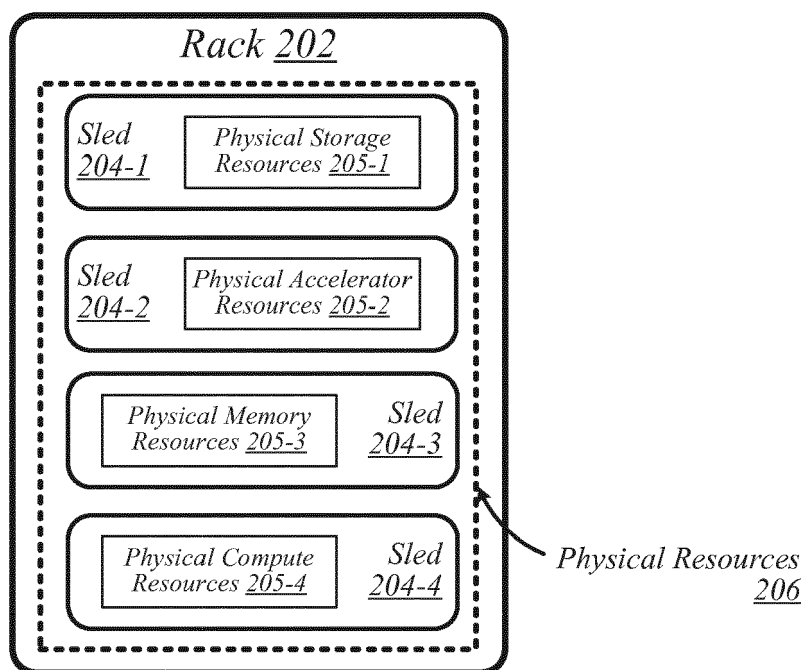 Rack 202
Sled
204-1
Physical Storage
Resources 205-1
Sled
204-2
Physical Accelerator
Resources 205-2
Physical Memory
Resources 205-3
Sled
204-3
Physical Compute
Resources 205-4
Sled
204-4
Physical Resources
206